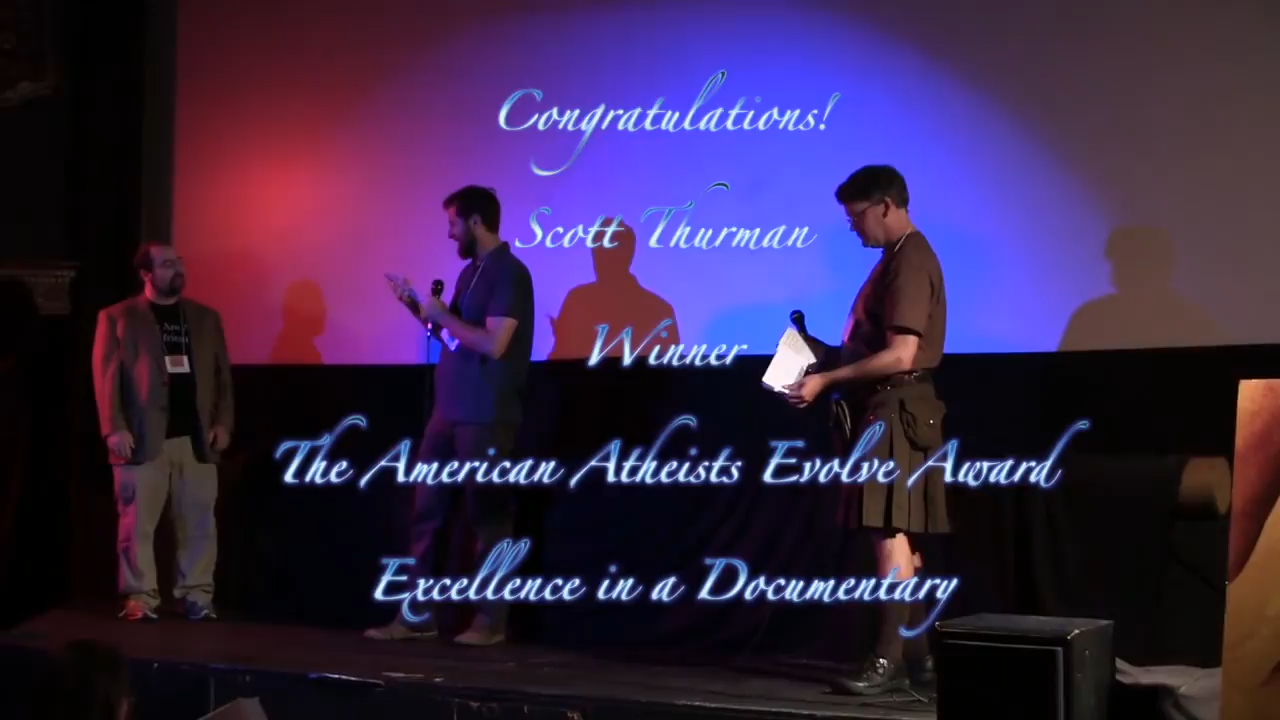 Congratulations!
Scott Thurman
Winner
The American Atheists Evolve Award
Excellence in a Documentary